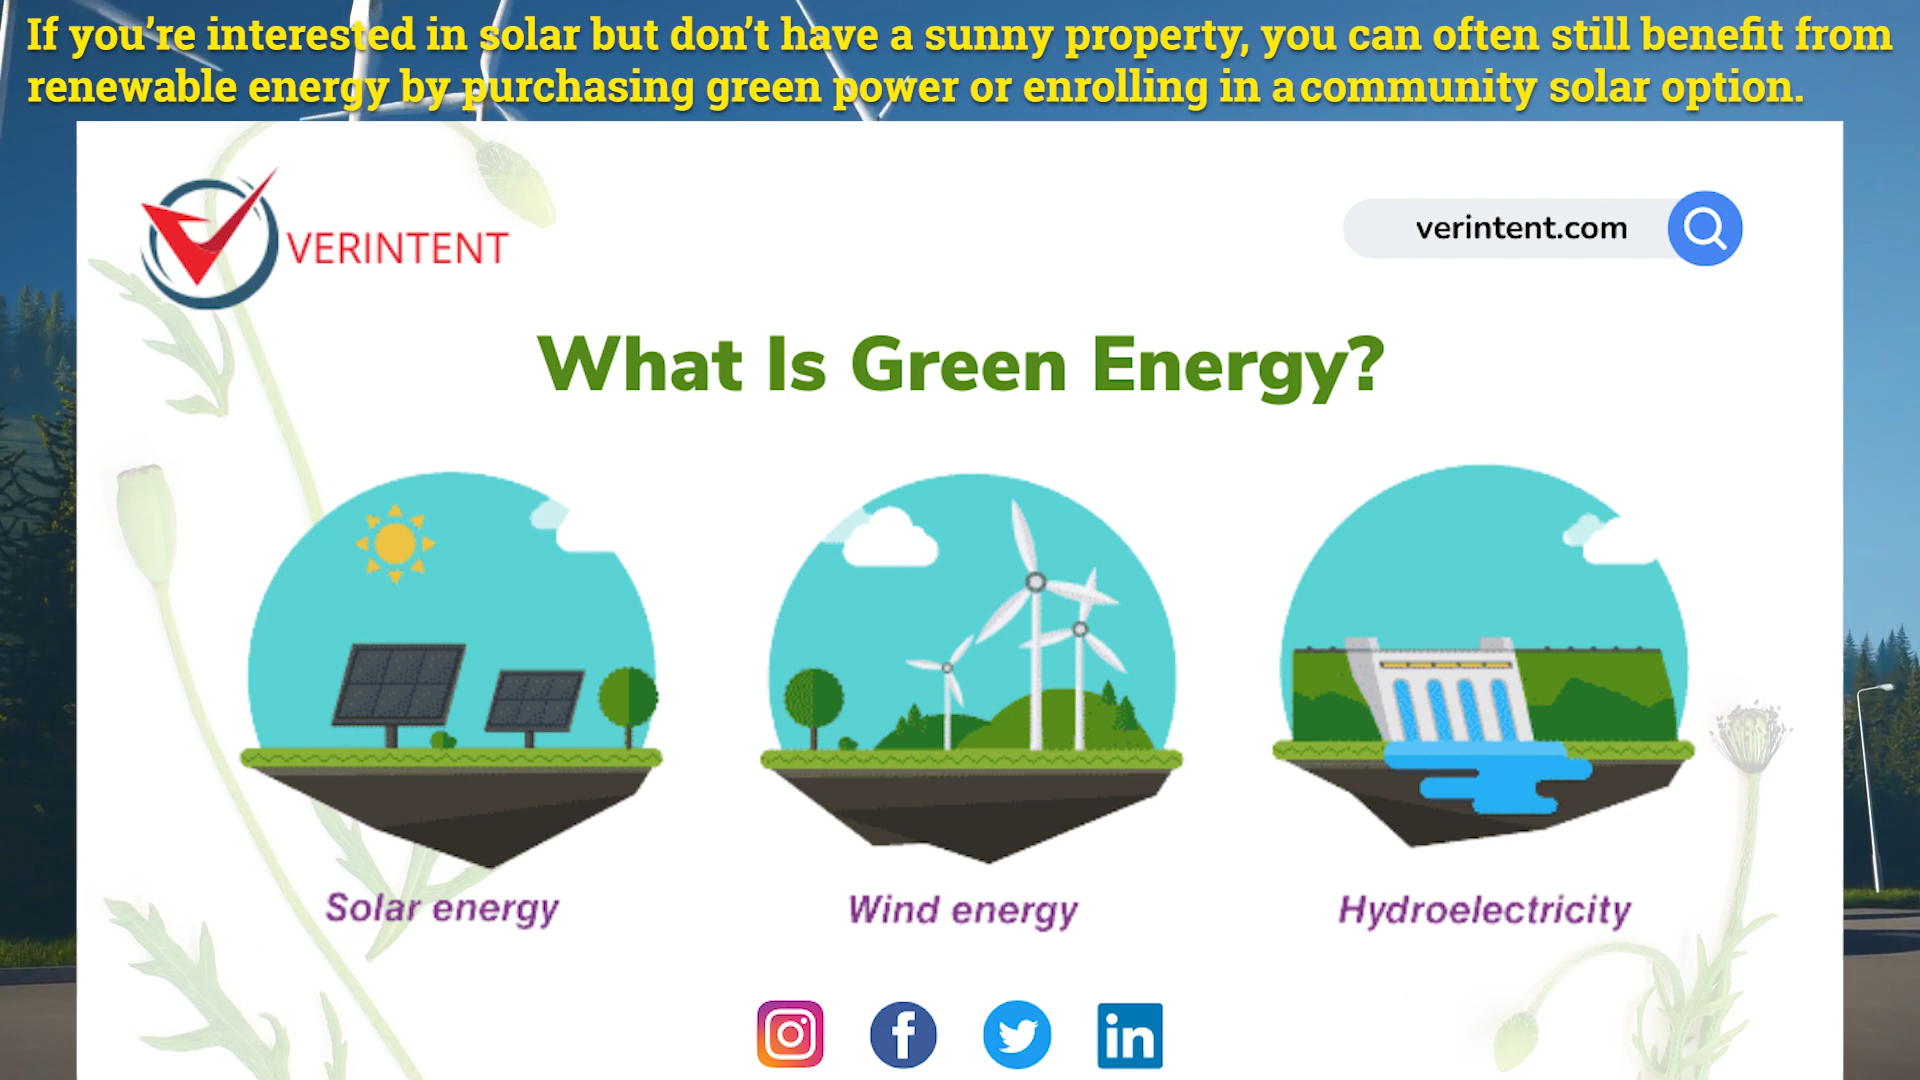 If you’re interested in solar but don’t have a sunny property, you can often still benefit from
renewable energy by purchasing green power or enrolling in a community solar option.
VERINTENT
verintent.com
What Is Green Energy?
Solar energy
Wind energy
Hydroelectricity